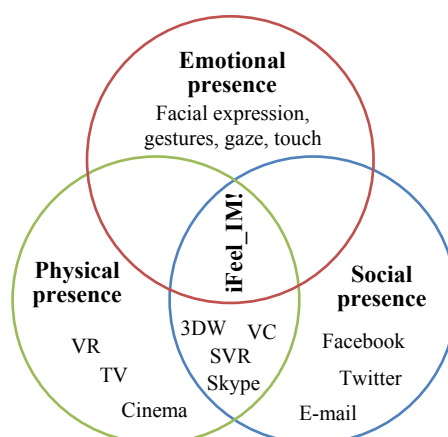 Emotional
presence
Facial expression,
gestures, gaze, touch
iFeel_IM!
Physical
presence
Social
presence
3DW VC
SVR
Skype
VR
TV
Cinema
Facebook
Twitter
E-mail